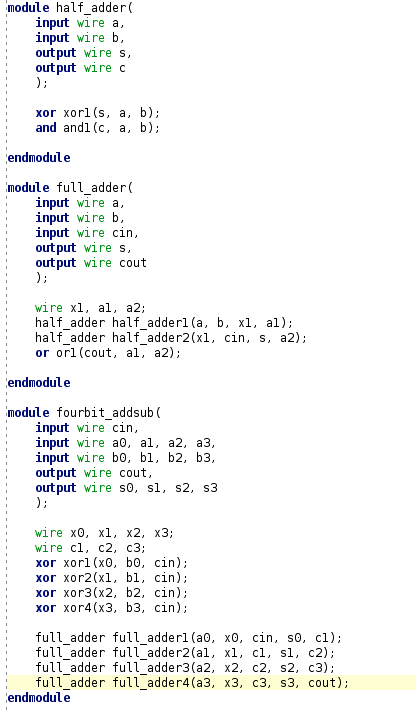 module half_adder(
    input wire a,
    input wire b,
    output wire s,
    output wire c
    );

    xor xor1(s, a, b);
    and and1(c, a, b);

endmodule

module full_adder(
    input wire a,
    input wire b,
    input wire cin,
    output wire s,
    output wire cout
    );

    wire x1, a1, a2;
    half_adder half_adder1(a, b, x1, a1);
    half_adder half_adder2(x1, cin, s, a2);
    or or1(cout, a1, a2);

endmodule

module fourbit_addsub(
    input wire cin,
    input wire a0, a1, a2, a3,
    input wire b0, b1, b2, b3,
    output wire cout,
    output wire s0, s1, s2, s3
    );

    wire x0, x1, x2, x3;
    wire c1, c2, c3;
    xor xor1(x0, b0, cin);
    xor xor2(x1, b1, cin);
    xor xor3(x2, b2, cin);
    xor xor4(x3, b3, cin);

    full_adder full_adder1(a0, x0, cin, s0, c1);
    full_adder full_adder2(a1, x1, c1, s1, c2);
    full_adder full_adder3(a2, x2, c2, s2, c3);
    full_adder full_adder4(a3, x3, c3, s3, cout);
endmodule